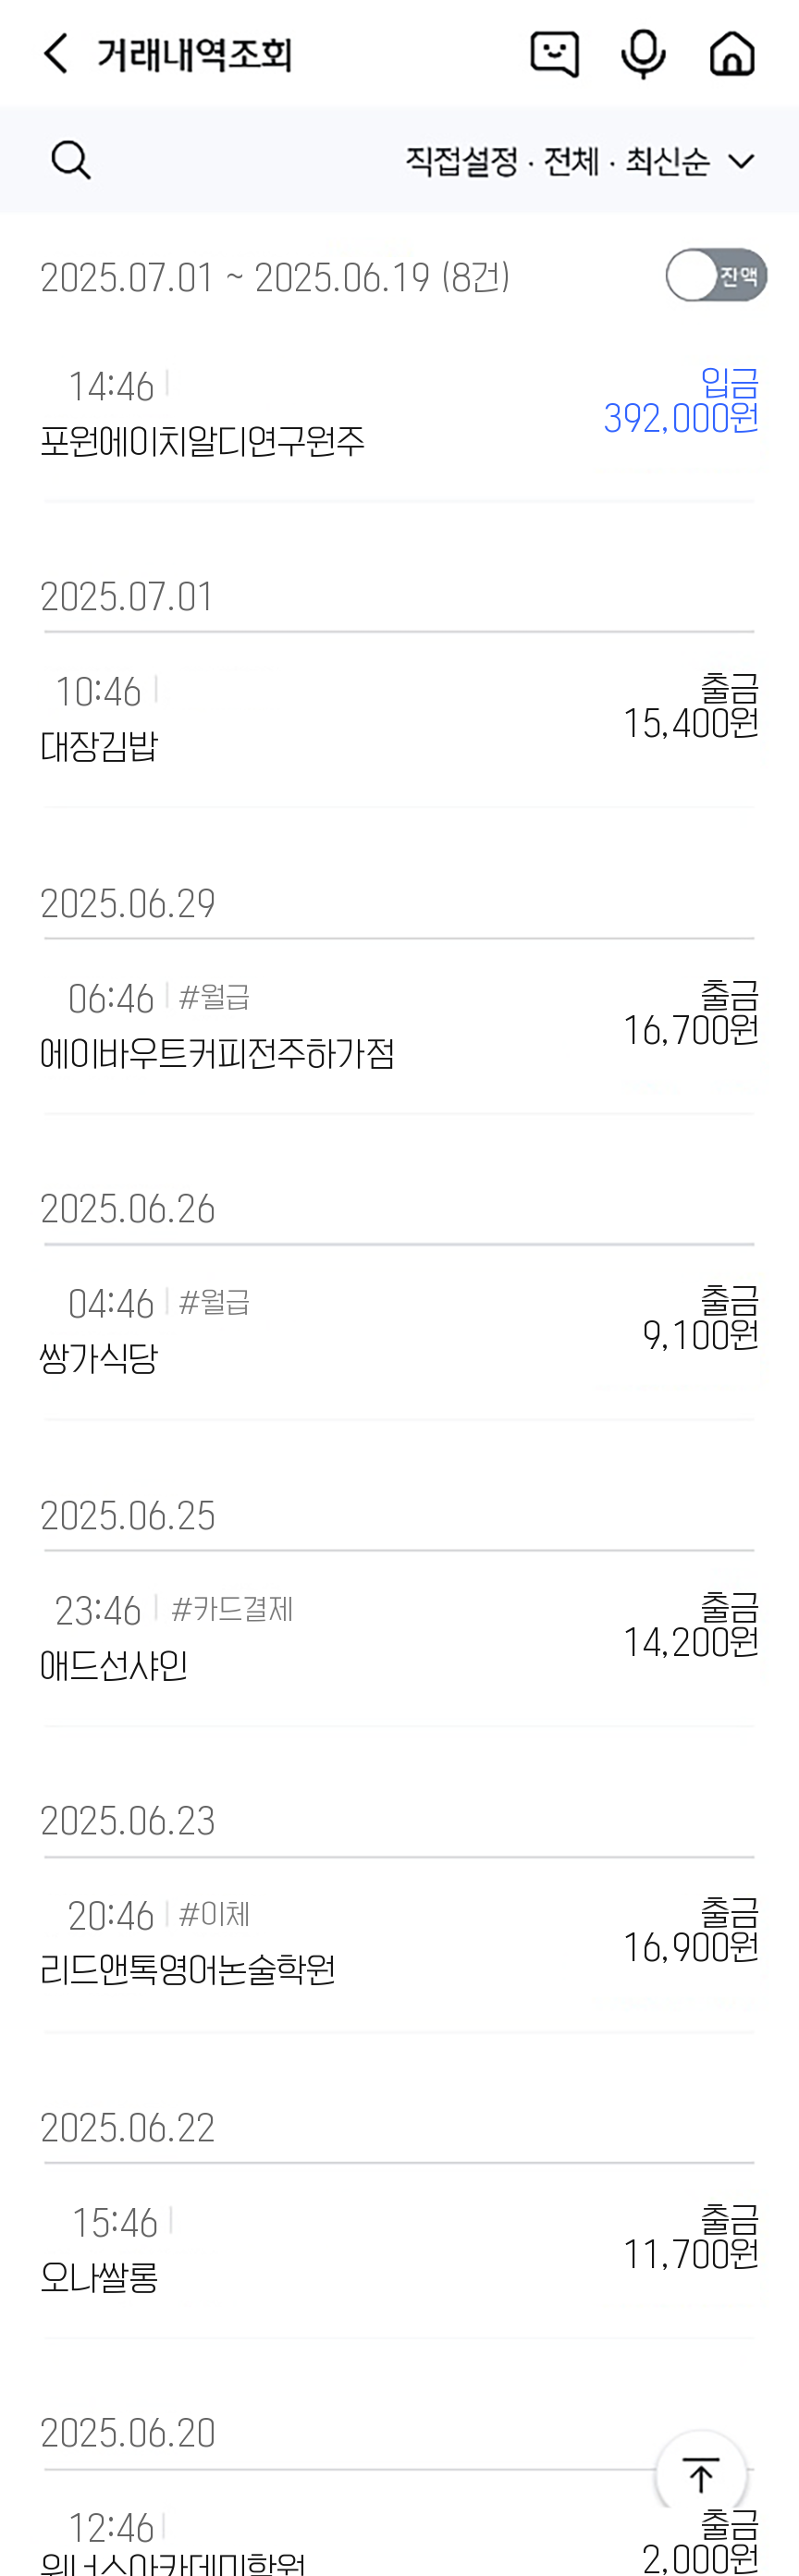 거래내역조회
직접설정 · 전체 · 최신순
2025.07.01 ~ 2025.06.19 (8건)
잔액
14:46
입금
포원에이치알디연구원주
392,000원
2025.07.01
10:46
출금
대장김밥
15,400원
2025.06.29
06:46 #월급
출금
에이바우트커피전주하가점
16,700원
2025.06.26
04:46 #월급
출금
쌍가식당
9,100원
2025.06.25
23:46 #카드결제
출금
애드선샤인
14,200원
2025.06.23
20:46 #이체
출금
리드앤톡영어논술학원
16,900원
2025.06.22
15:46
출금
오나쌀롱
11,700원
2025.06.20
12:46
출금
위너스아카데미학원
2,000원